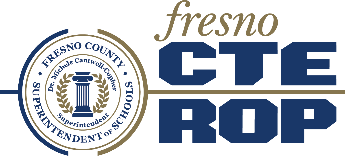 FRESNO COUNTY
Dr. Michele Cantwell-Copher
Superintendent
SUPERINTENDENT OF SCHOOLS
fresno
CTE
ROP